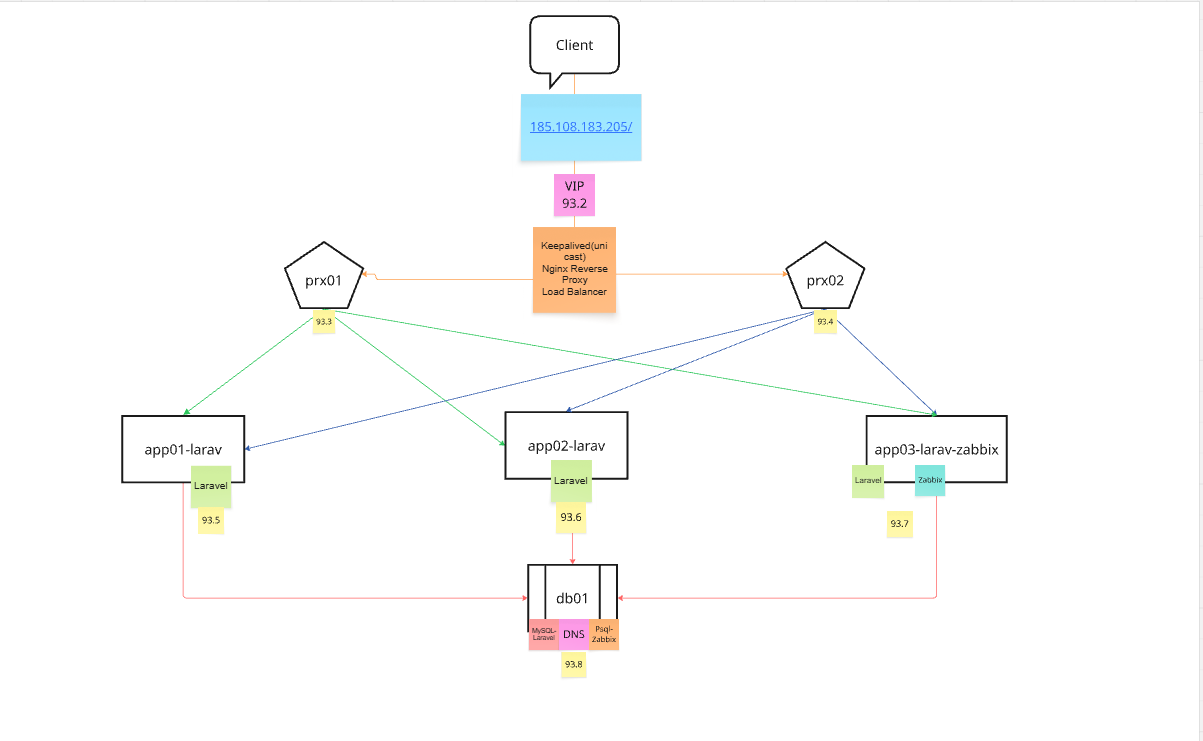 Client
185.108.183.205/
VIP
93.2
Keepalived(uni
cast)
Nginx Reverse
Proxy
Load Balancer
prx01
93.3
prx02
93.4
app01-larav
Laravel
93.5
app02-larav
Laravel
93.6
app03-larav-zabbix
Laravel
Zabbix
93.7
db01
MySQL-
Laravel
DNS
Psql-
Zabbix
93.8